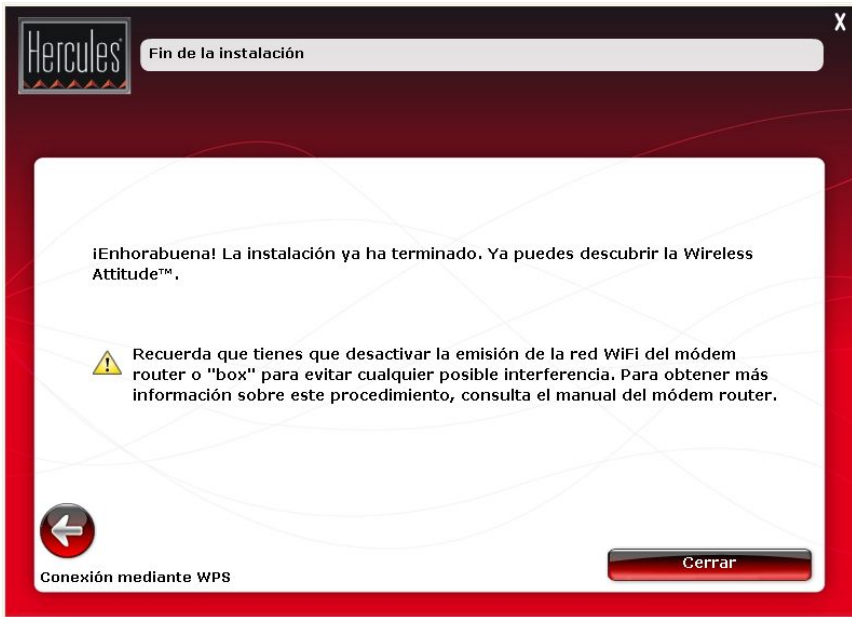 Hercules
X
Fin de la instalación
¡Enhorabuena! La instalación ya ha terminado. Ya puedes descubrir la Wireless
Attitude™.
Recuerda que tienes que desactivar la emisión de la red WiFi del módem
router o "box" para evitar cualquier posible interferencia. Para obtener más
información sobre este procedimiento, consulta el manual del módem router.
Cerrar
Conexión mediante WPS